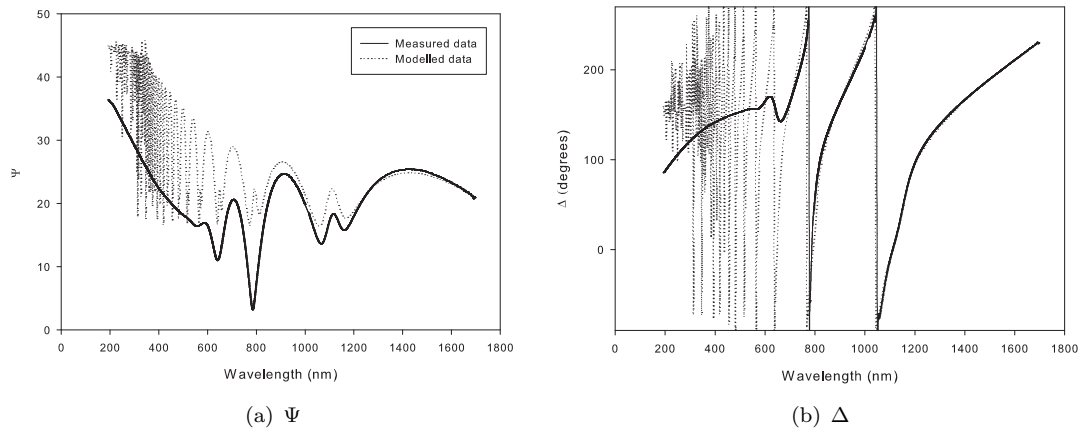 50
40
30
20
10
0
Ψ
Measured data
Modelled data
0 200 400 600 800 1000 1200 1400 1600 1800
Wavelength (nm)
(a) Ψ
200
100
0
Δ (degrees)
0 200 400 600 800 1000 1200 1400 1600 1800
Wavelength (nm)
(b) Δ